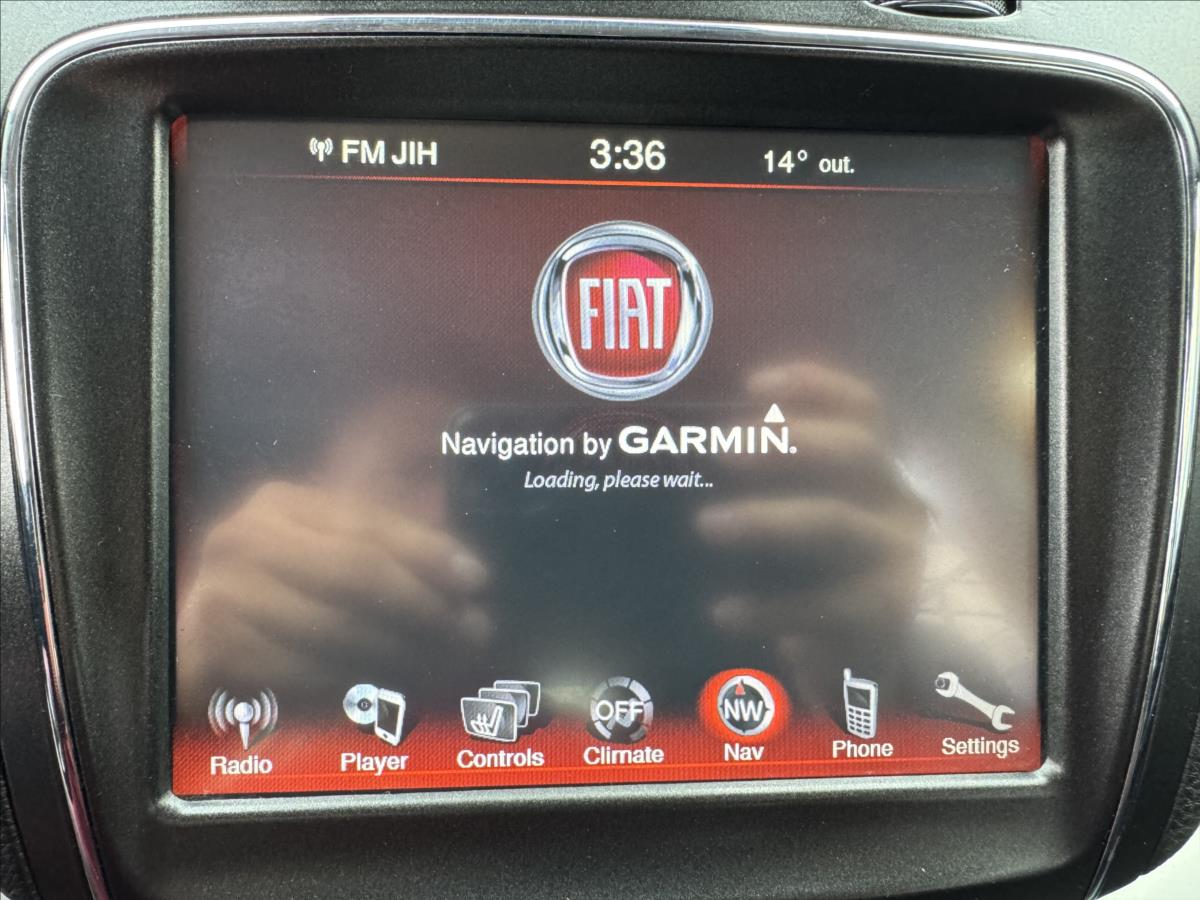 FM JIH 3:36 14° out.
FIAT
Navigation by GARMIN.
Loading, please wait...
OFF NW
Radio Player Controls Climate Nav Phone Settings